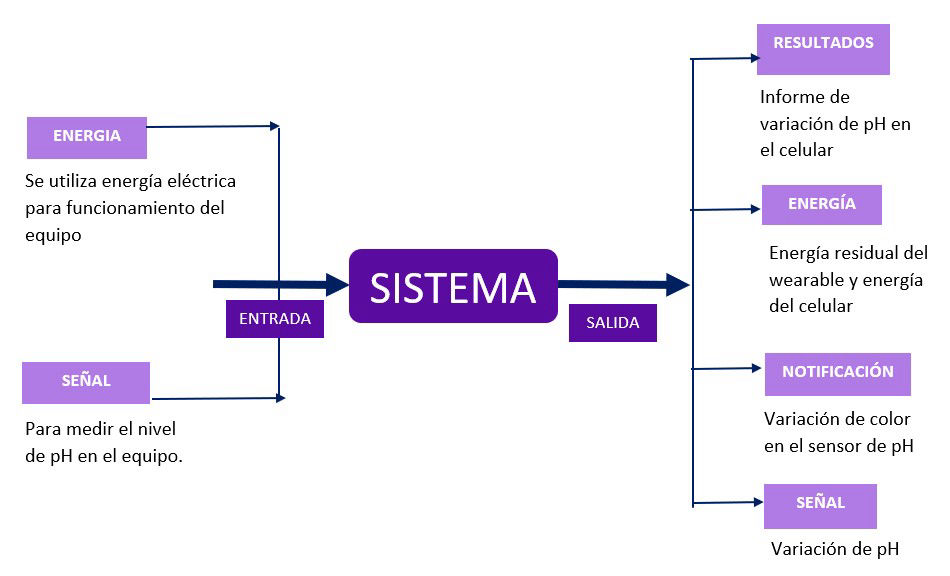 ENERGIA
Se utiliza energía eléctrica
para funcionamiento del
equipo
SEÑAL
Para medir el nivel
de pH en el equipo.
ENTRADA
SISTEMA
SALIDA
RESULTADOS
Informe de
variación de pH en
el celular
ENERGÍA
Energía residual del
wearable y energía
del celular
NOTIFICACIÓN
Variación de color
en el sensor de pH
SEÑAL
Variación de pH